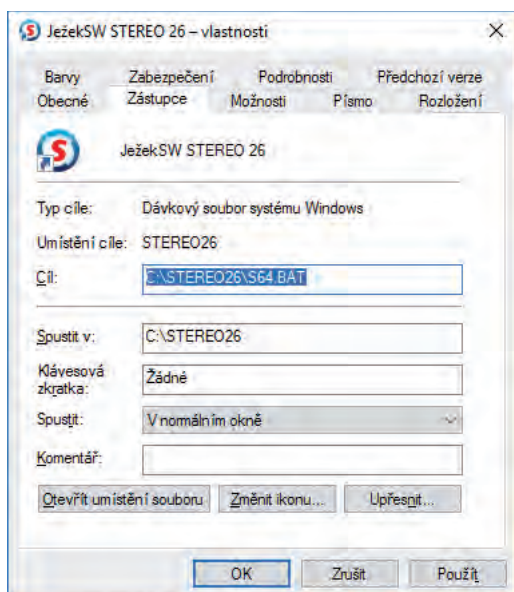 JežekSW STEREO 26 – vlastnosti
Barvy Zabezpečení Podrobnosti Předchozí verze
Obecné Zástupce Možnosti Písmo Rozložení
JežekSW STEREO 26
Typ cíle: Dávkový soubor systému Windows
Umístění cíle: STEREO26
Cíl: C:\STEREO26\S64.BAT
Spustit v: C:\STEREO26
Klávesová zkratka: Žádné
Spustit: V normálním okně
Komentář:
Otevřít umístění souboru Změnit ikonu... Upřesnit...
OK Zrušit Použít